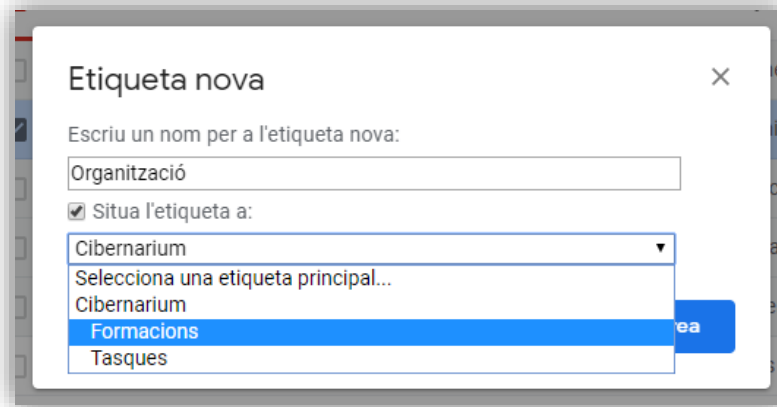 Etiqueta nova
Escriu un nom per a l'etiqueta nova:
Organització
Situa l'etiqueta a:
Cibernarium
Selecciona una etiqueta principal...
Cibernarium
Formacions
Tasques